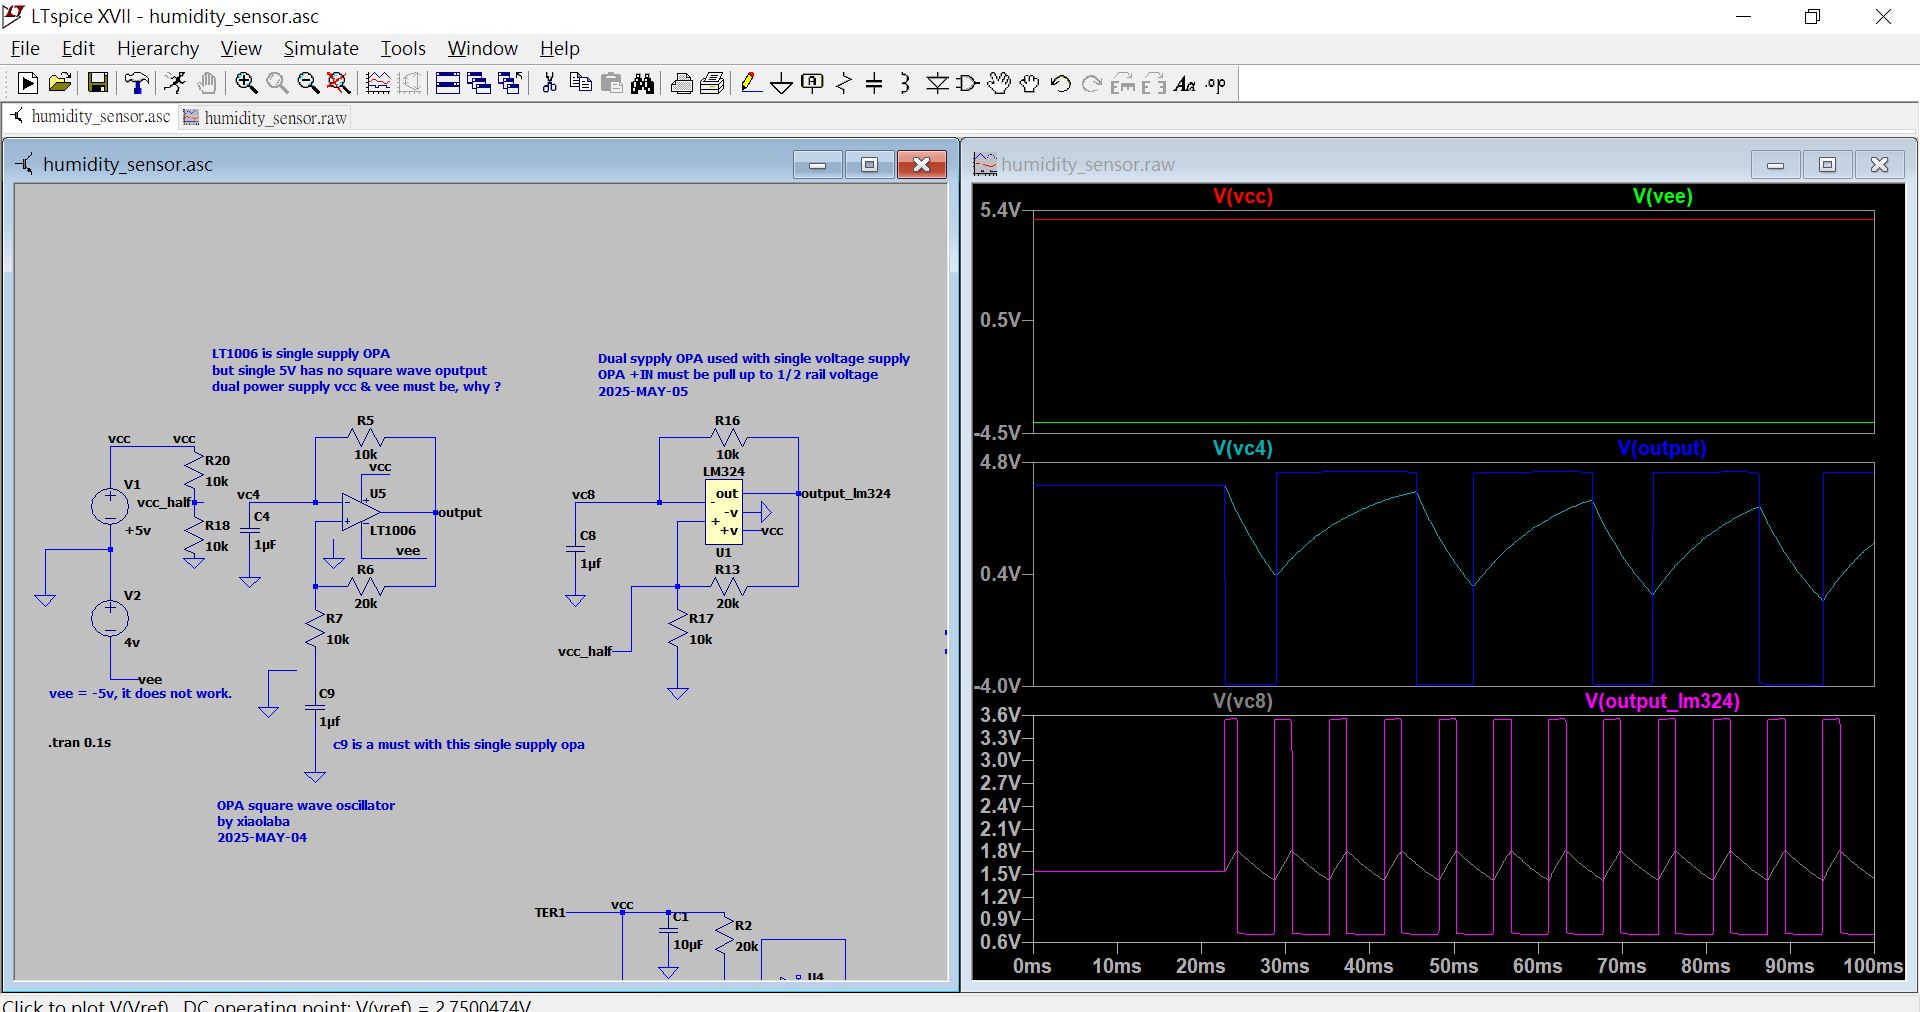 LTspice XVII - humidity_sensor.asc
File Edit Hierarchy View Simulate Tools Window Help
humidity_sensor.asc
humidity_sensor.raw
humidity_sensor.asc
LT1006 is single supply OPA
but single 5V has no square wave oputput
dual power supply vcc & vee must be, why ?
Dual sypply OPA used with single voltage supply
OPA +IN must be pull up to 1/2 rail voltage
2025-MAY-05
vcc
vcc
R20
10k
V1
vcc_half
+5v
R18
10k
V2
4v
vee
vee = -5v, it does not work.
.tran 0.1s
R5
10k
vcc
vc4
U5
C4
1µF
LT1006
output
vee
R6
20k
R7
10k
C9
1µf
c9 is a must with this single supply opa
OPA square wave oscillator
by xiaolaba
2025-MAY-04
R16
10k
LM324
vc8
out
-v
+v
output_lm324
vcc
U1
C8
1µf
R13
20k
R17
10k
vcc_half
TER1
vcc
C1
10µF
R2
20k
U4
humidity_sensor.raw
V(vcc) V(vee)
5.4V
0.5V
-4.5V
V(vc4) V(output)
4.8V
0.4V
-4.0V
V(vc8) V(output_lm324)
3.6V
3.3V
3.0V
2.7V
2.4V
2.1V
1.8V
1.5V
1.2V
0.9V
0.6V
0ms 10ms 20ms 30ms 40ms 50ms 60ms 70ms 80ms 90ms 100ms
Click to plot V(Vref). DC operating point: V(vref) = 2.7500474V